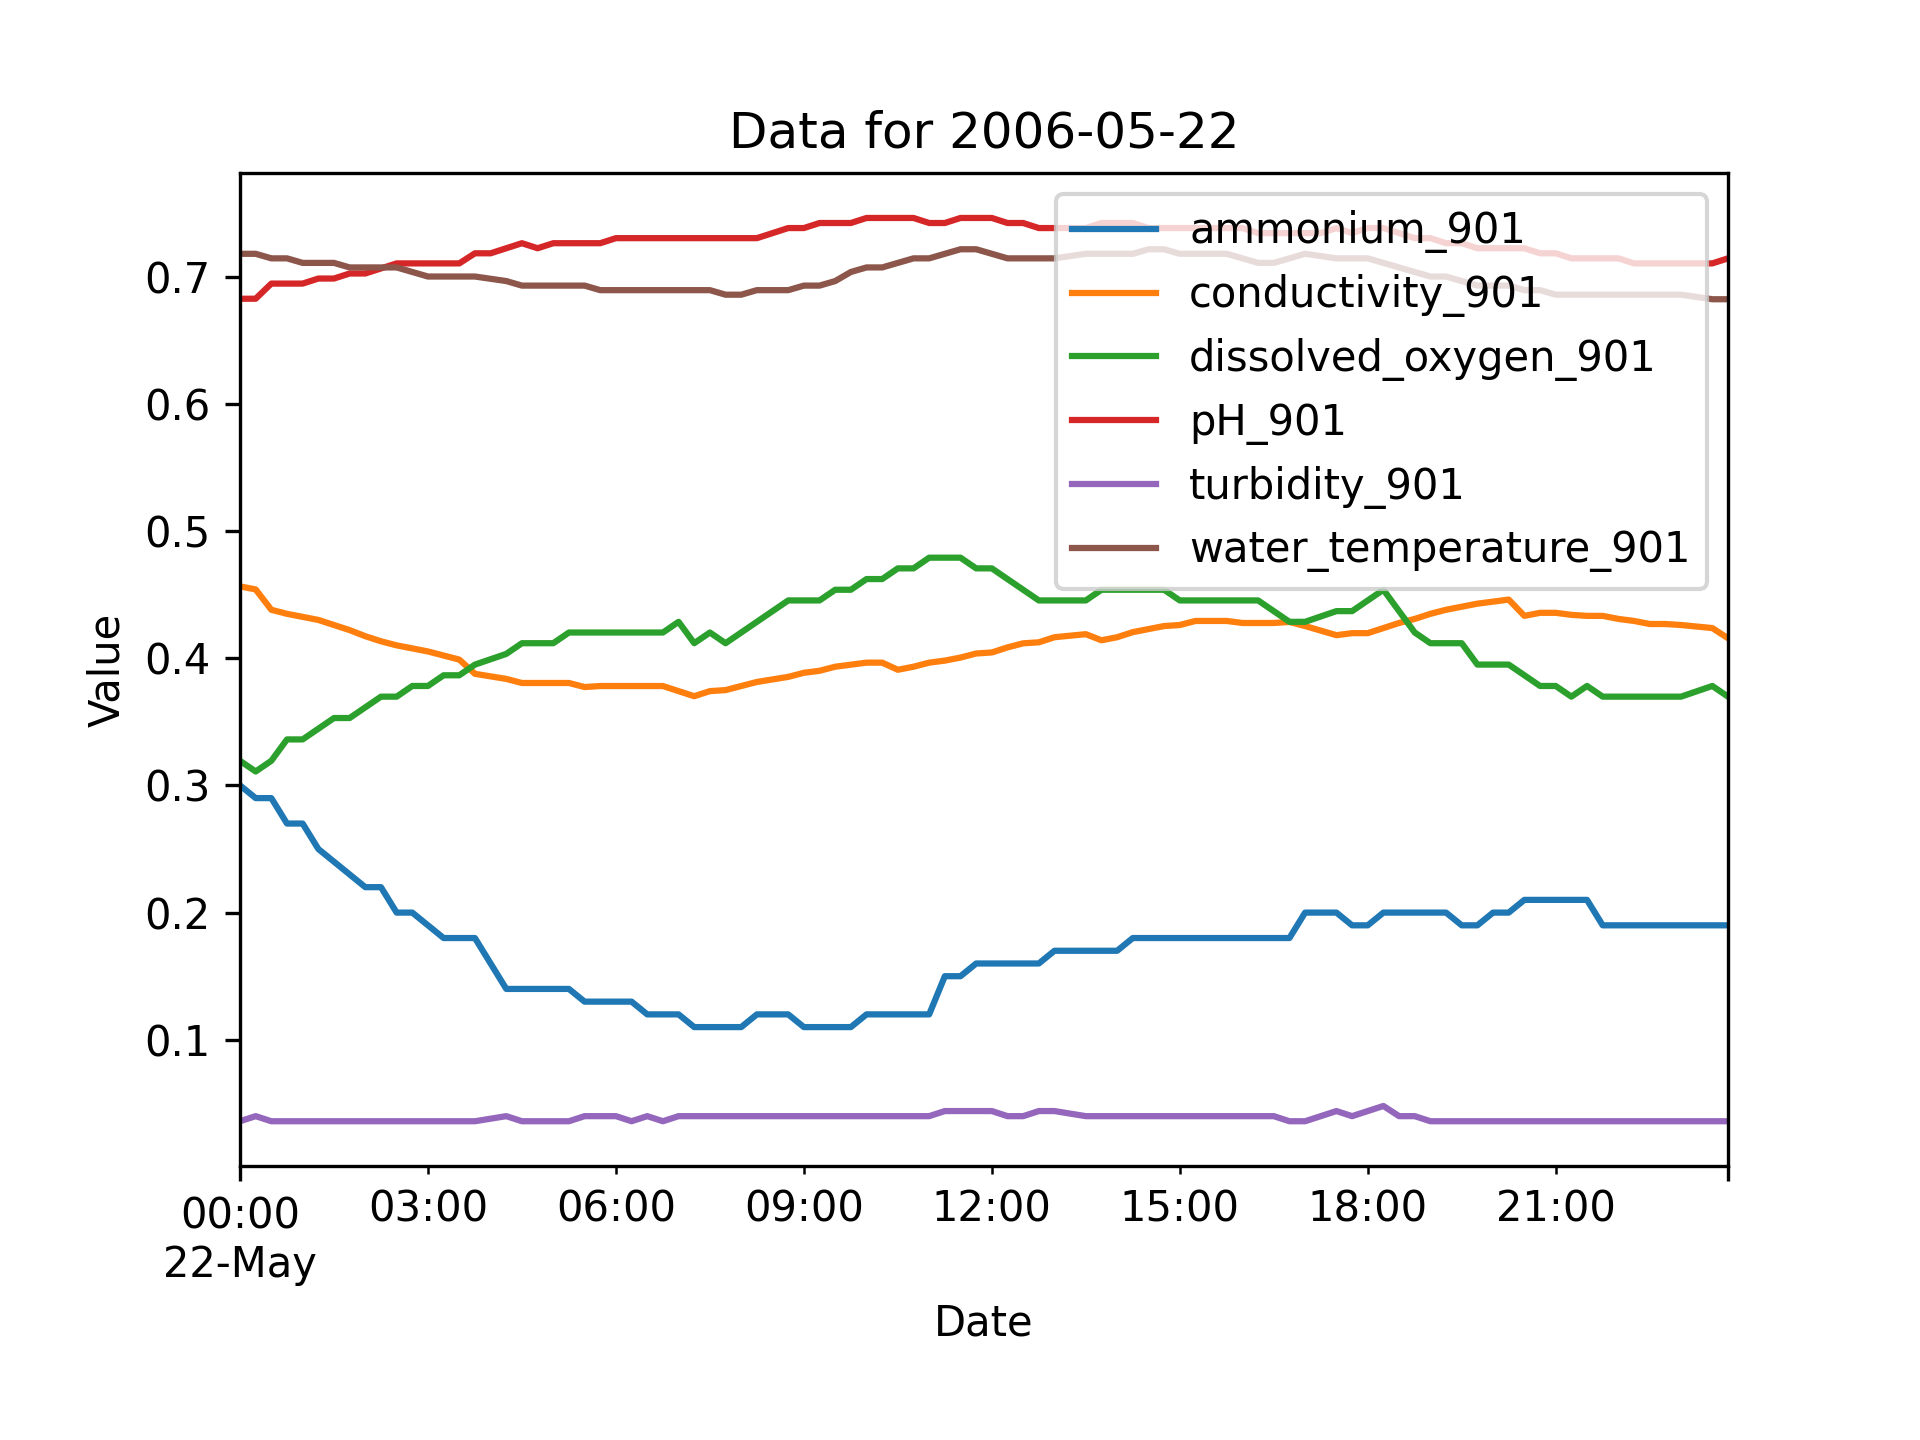 Data for 2006-05-22
ammonium_901
conductivity_901
dissolved_oxygen_901
pH_901
turbidity_901
water_temperature_901
Value
0.7
0.6
0.5
0.4
0.3
0.2
0.1
00:00 03:00 06:00 09:00 12:00 15:00 18:00 21:00
22-May
Date